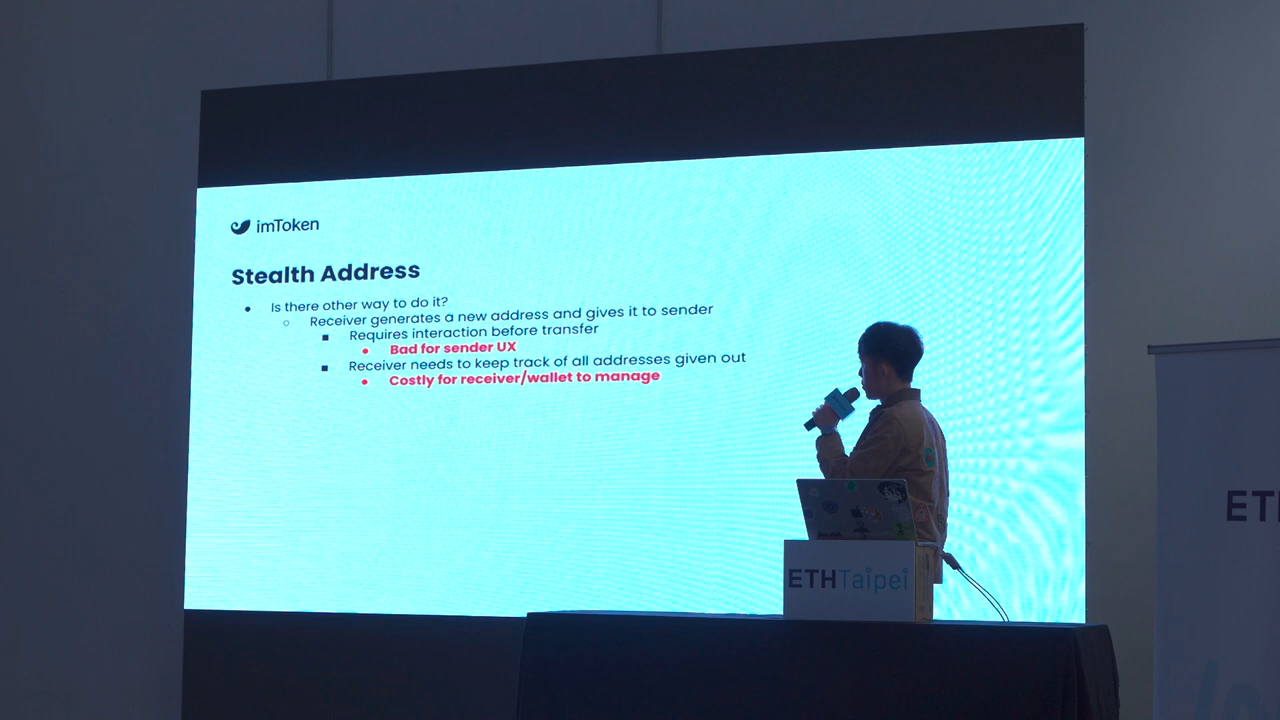 imToken
Stealth Address
Is there other way to do it?
Receiver generates a new address and gives it to sender
Requires interaction before transfer
Bad for sender UX
Receiver needs to keep track of all addresses given out
Costly for receiver/wallet to manage
ETHTaipei
ET